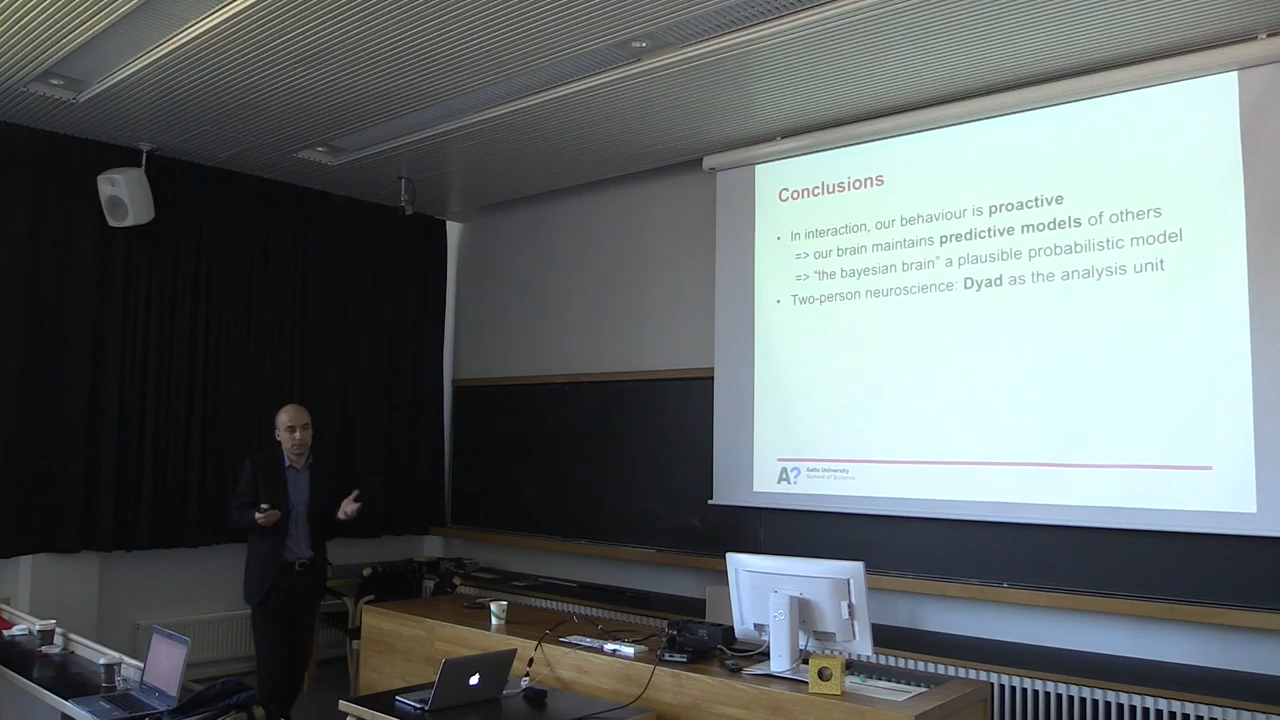 Conclusions
• In interaction, our behaviour is proactive
=> our brain maintains predictive models of others
=> "the bayesian brain" a plausible probabilistic model
• Two-person neuroscience: Dyad as the analysis unit
A?
Aalto University
School of Science